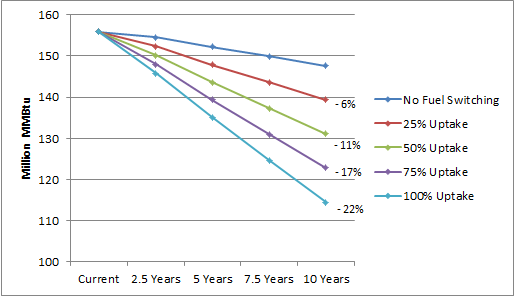 160
150
140
130
120
110
100
Million MMBtu
Current 2.5 Years 5 Years 7.5 Years 10 Years
- 6%
- 11%
- 17%
- 22%
No Fuel Switching
25% Uptake
50% Uptake
75% Uptake
100% Uptake